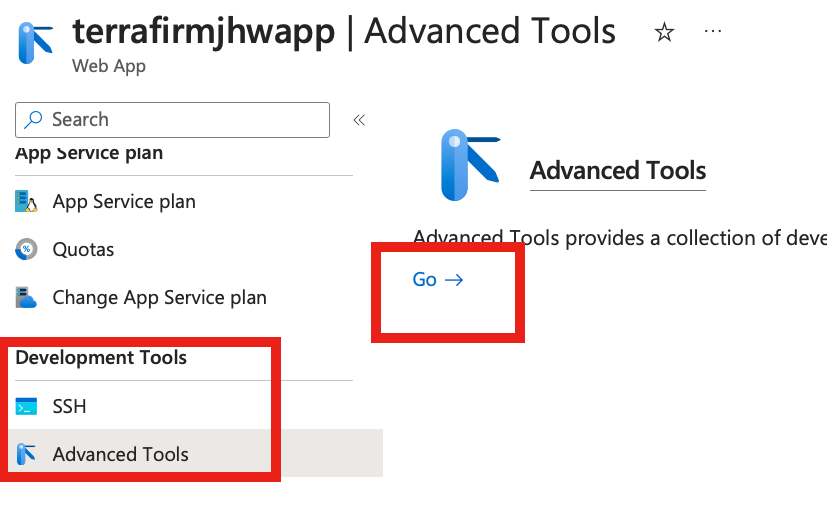 terrafirmjhwapp | Advanced Tools
Web App
Search
App Service plan
App Service plan
Quotas
Change App Service plan
Development Tools
SSH
Advanced Tools
Advanced Tools
Advanced Tools provides a collection of deve
Go →